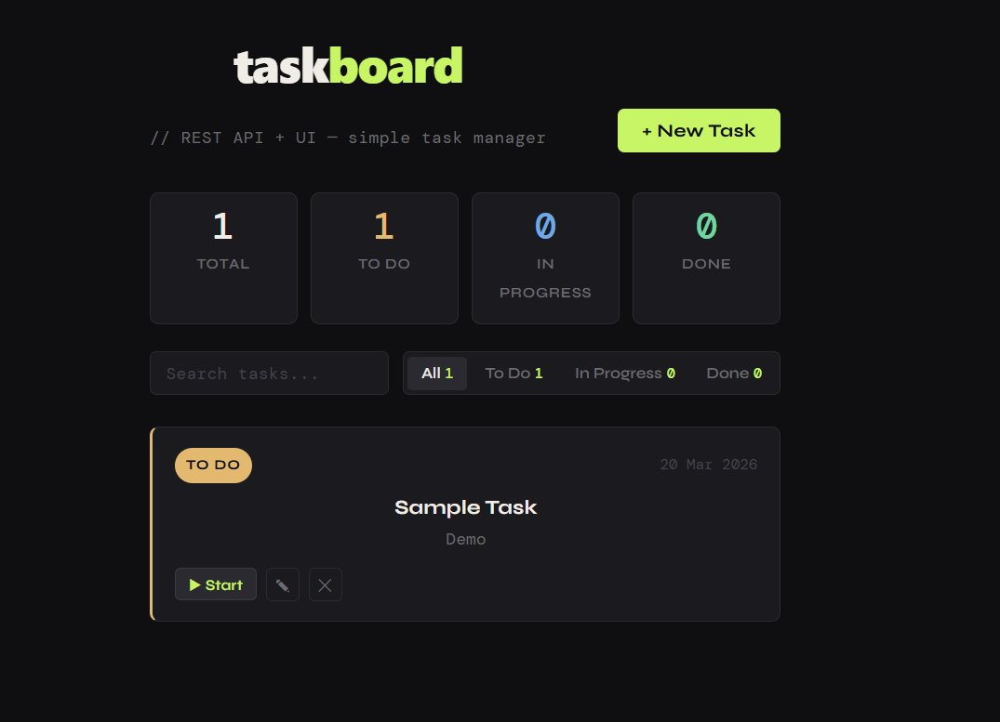 taskboard
// REST API + UI — simple task manager
+ New Task
1
TOTAL
1
TO DO
0
IN
PROGRESS
0
DONE
Search tasks...
All 1
To Do 1
In Progress 0
Done 0
TO DO
20 Mar 2026
Sample Task
Demo
▶ Start